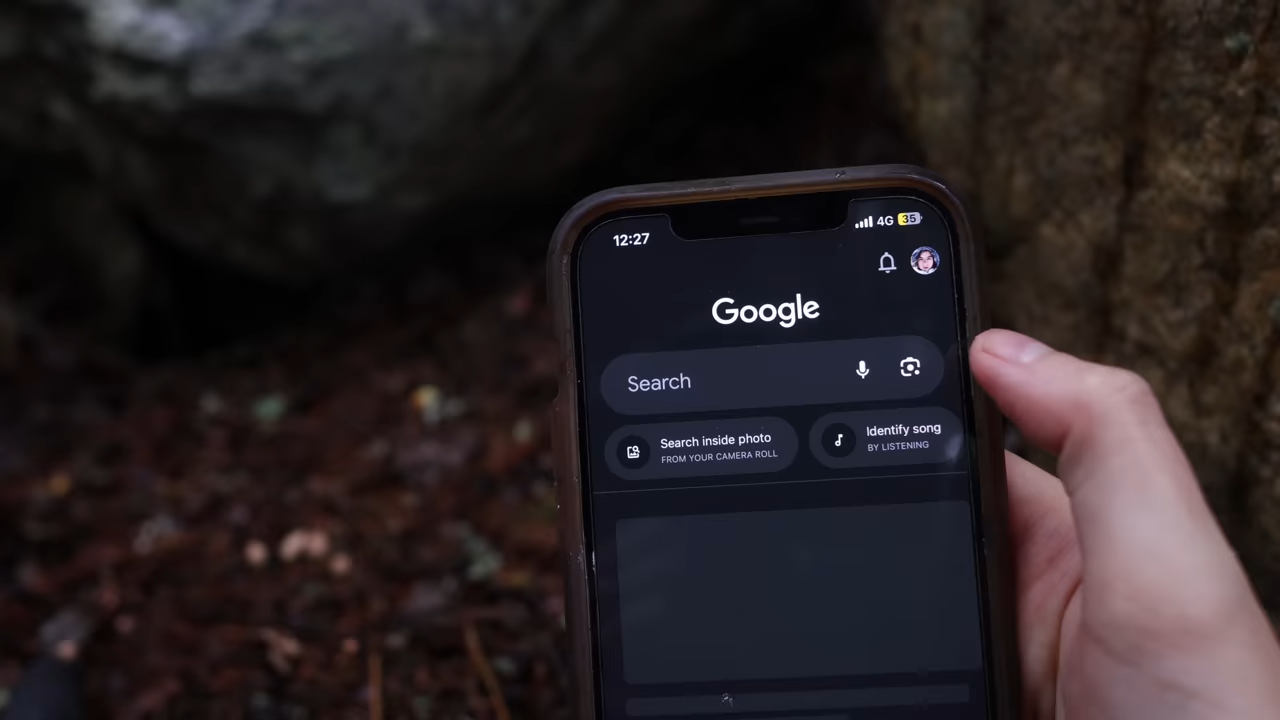 12:27
4G 35
Google
Search
Search inside photo
FROM YOUR CAMERA ROLL
Identify song
BY LISTENING